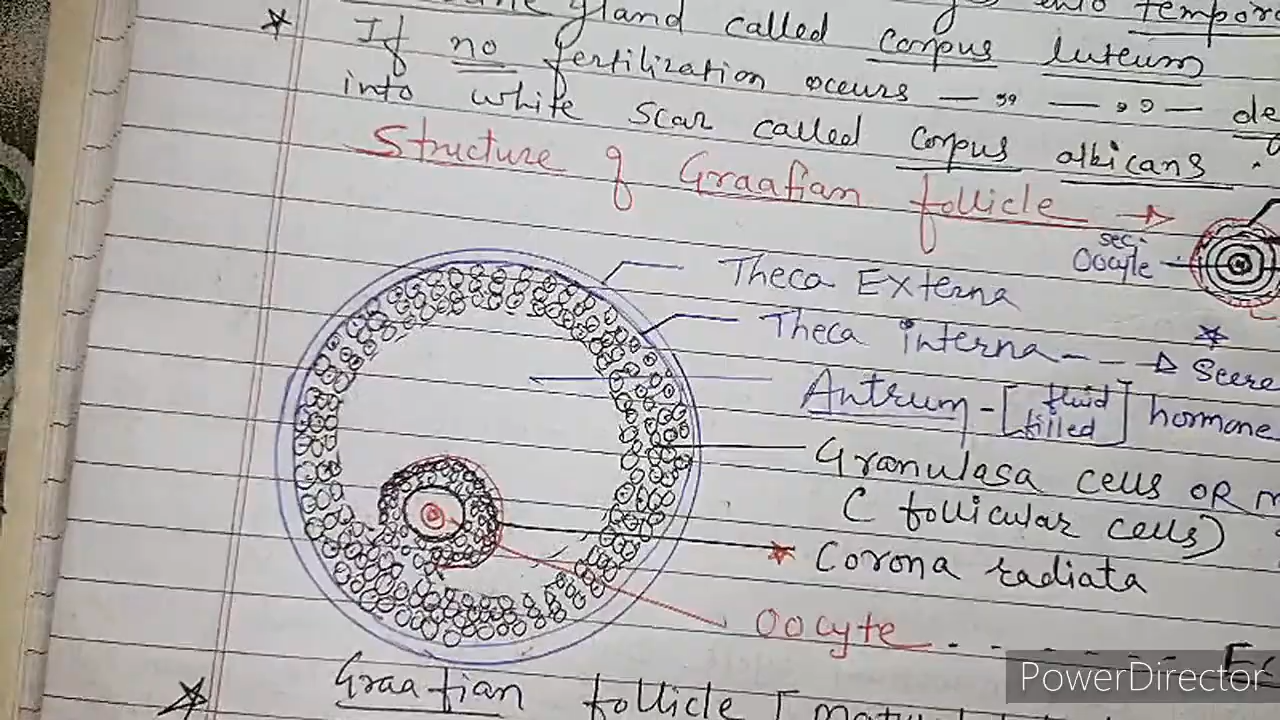 gland called corpus luteum
★ If no fertilization occurs — ,, — ,, — de
into white scar called corpus albicans.
Structure of Graafian follicle →
sec.
Oocyte
Theca Externa
Theca interna - - → Secre
Antrum - [fluid filled] hormone
Granulasa cells OR m
( follicular cells)
★ Corona radiata
Oocyte - - - - - - -
★ Graafian follicle [
PowerDirector